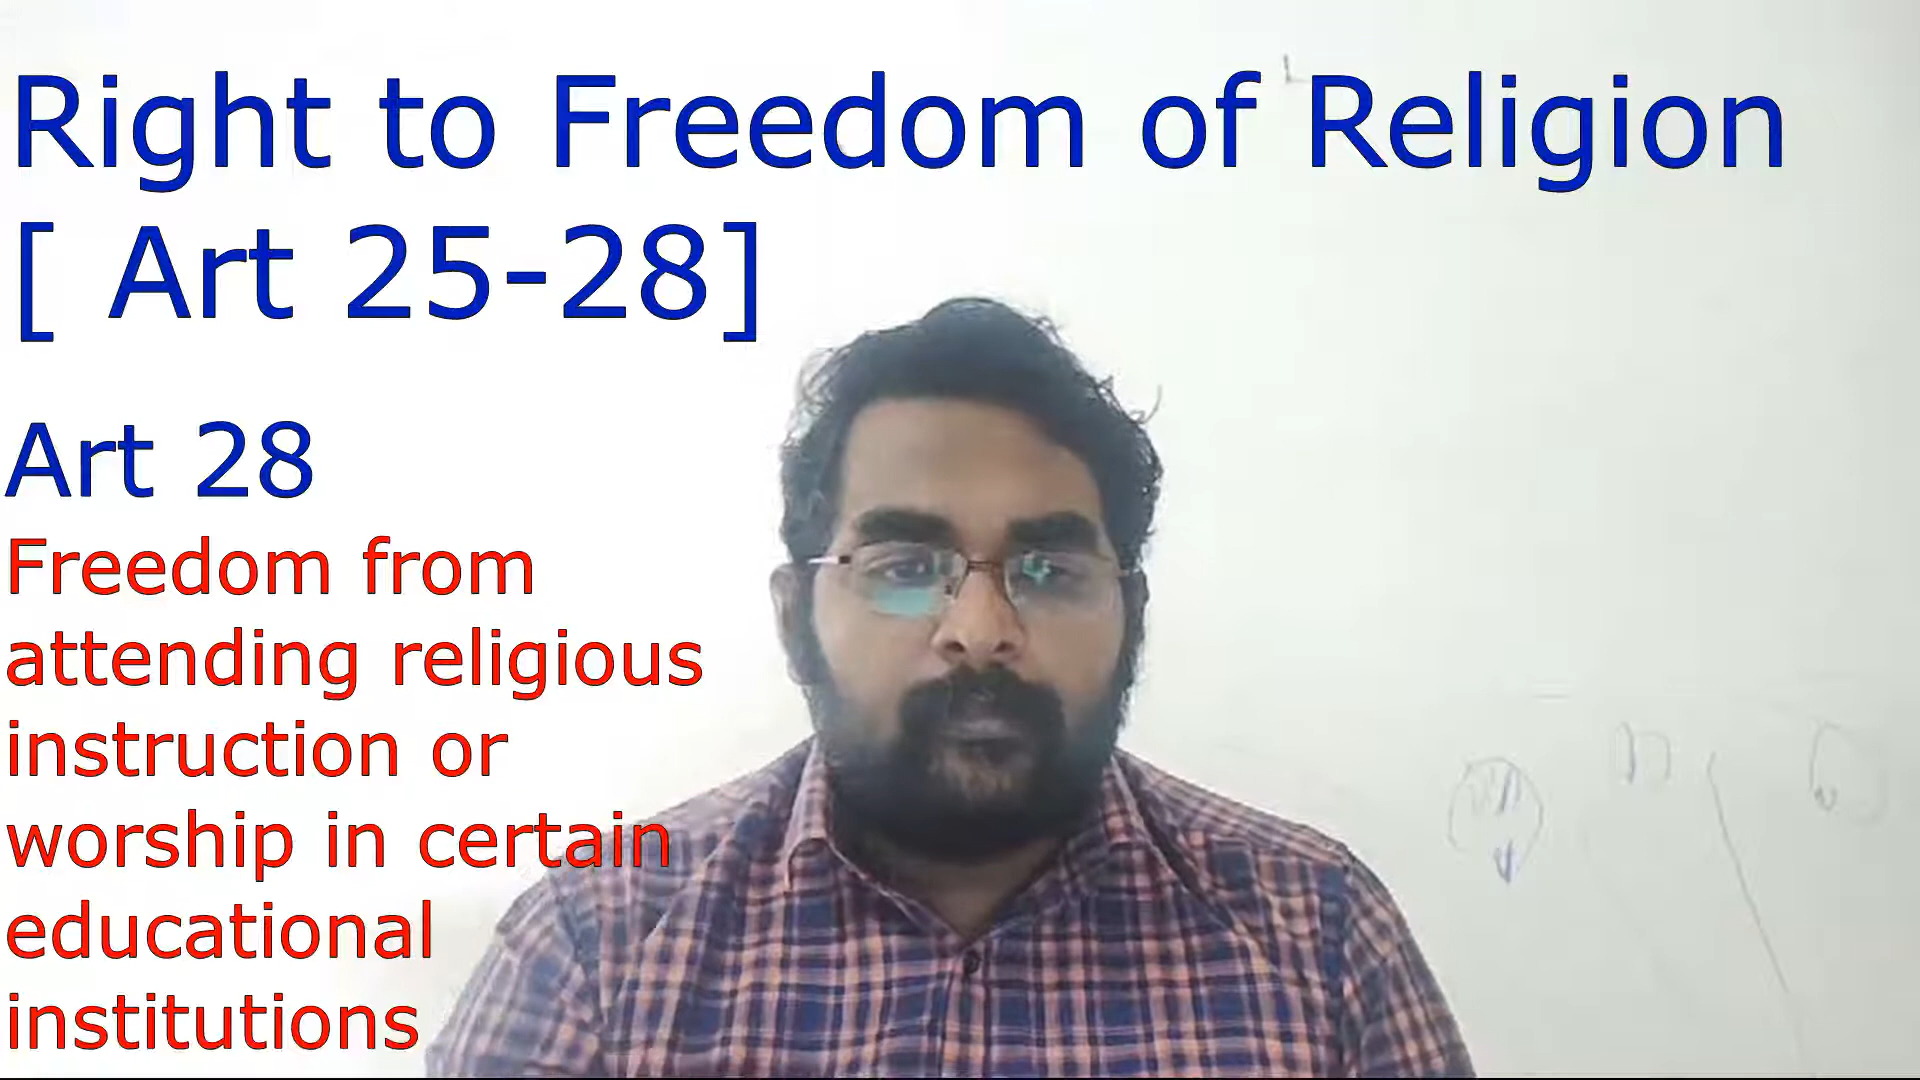 Right to Freedom of Religion
[ Art 25-28]
Art 28
Freedom from
attending religious
instruction or
worship in certain
educational
institutions